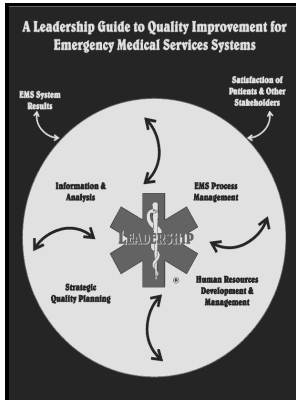 A Leadership Guide to Quality Improvement for
Emergency Medical Services Systems
EMS System
Results
Satisfaction of
Patients & Other
Stakeholders
Information &
Analysis
EMS Process
Management
LEADERSHIP
®
Strategic
Quality Planning
Human Resources
Development &
Management